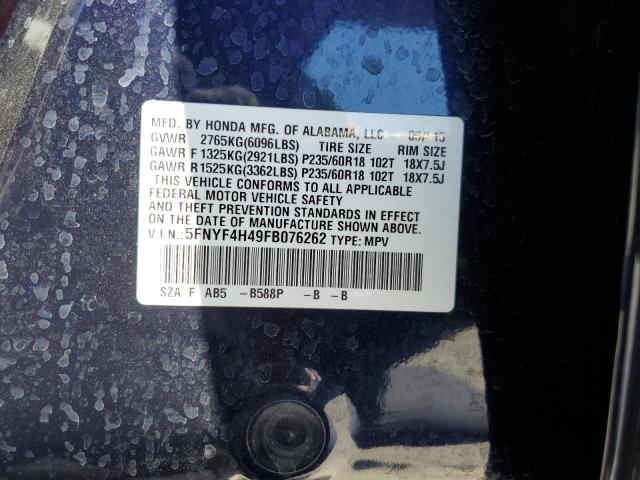 MFD. BY HONDA MFG. OF ALABAMA, LLC 05/15
GVWR 2765KG(6096LBS) TIRE SIZE RIM SIZE
GAWR F 1325KG(2921LBS) P235/60R18 102T 18X7.5J
GAWR R 1525KG(3362LBS) P235/60R18 102T 18X7.5J
THIS VEHICLE CONFORMS TO ALL APPLICABLE
FEDERAL MOTOR VEHICLE SAFETY
AND THEFT PREVENTION STANDARDS IN EFFECT
ON THE DATE OF MANUFACTURE SHOWN ABOVE.
V.I.N.:5FNYF4H49FB076262 TYPE: MPV
SZA F AB5 -B588P -B -B